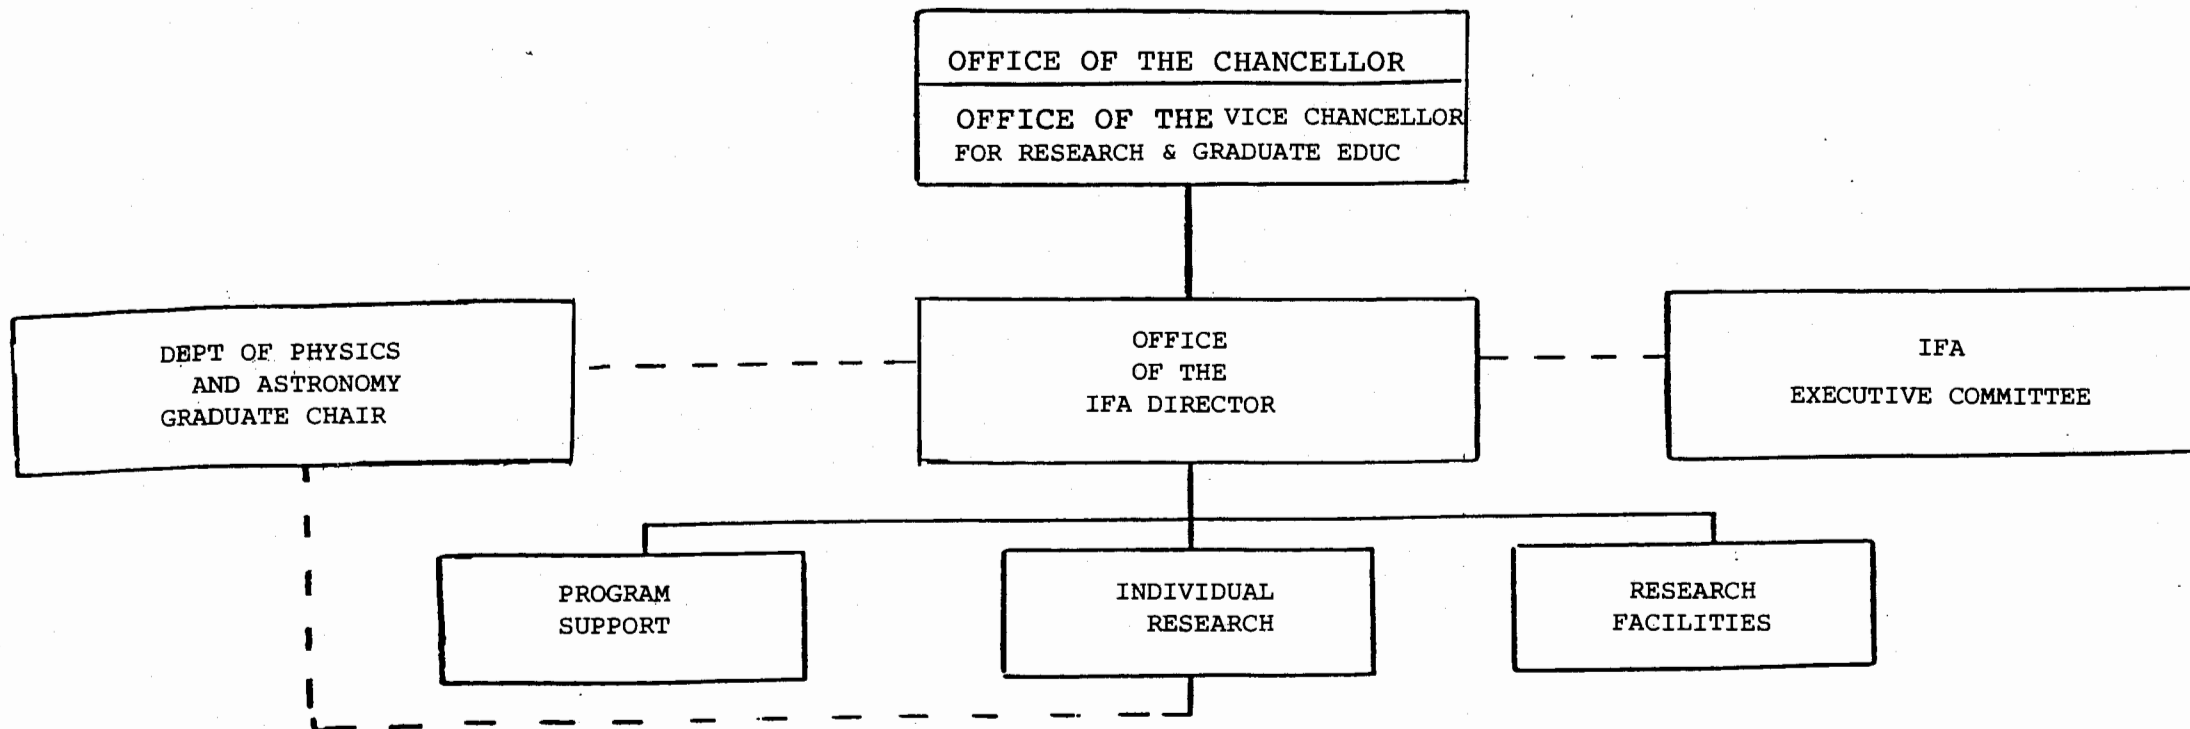 OFFICE OF THE CHANCELLOR
OFFICE OF THE VICE CHANCELLOR
FOR RESEARCH & GRADUATE EDUC
DEPT OF PHYSICS
AND ASTRONOMY
GRADUATE CHAIR
OFFICE
OF THE
IFA DIRECTOR
IFA
EXECUTIVE COMMITTEE
PROGRAM
SUPPORT
INDIVIDUAL
RESEARCH
RESEARCH
FACILITIES